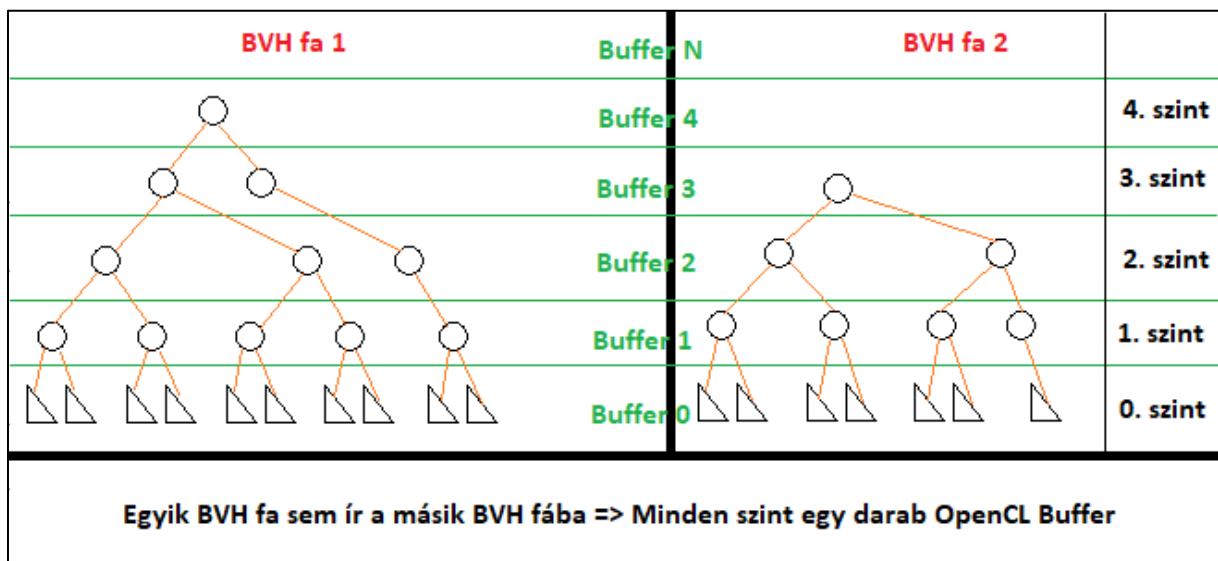 BVH fa 1
Buffer N
BVH fa 2
Buffer 4
4. szint
Buffer 3
3. szint
Buffer 2
2. szint
Buffer 1
1. szint
Buffer 0
0. szint
Egyik BVH fa sem ír a másik BVH fába => Minden szint egy darab OpenCL Buffer